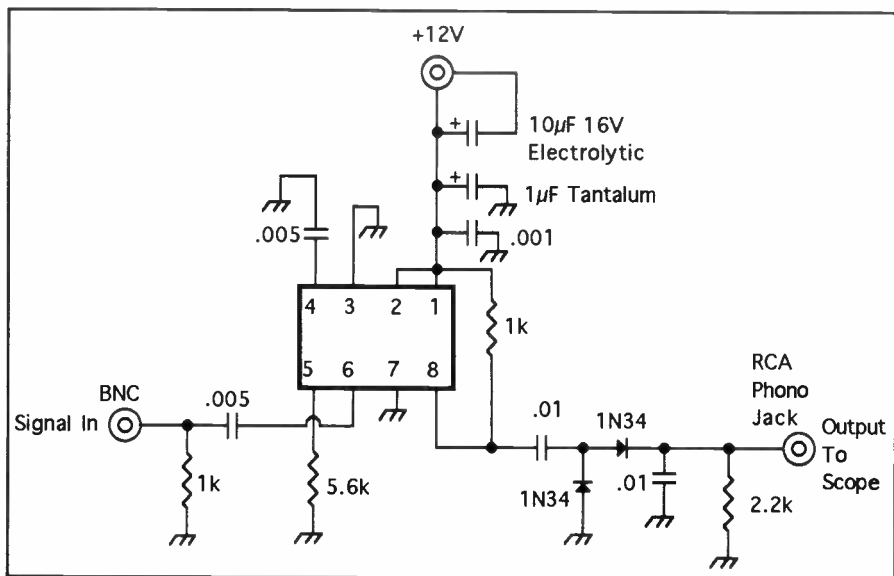 +12V
+
10µF 16V
Electrolytic
+
1µF Tantalum
.005
.001
4 3 2 1
1k
5 6 7 8
BNC
Signal In
.005
.01
1N34
RCA
Phono
Jack
Output
To
Scope
1k
5.6k
1N34
.01
2.2k